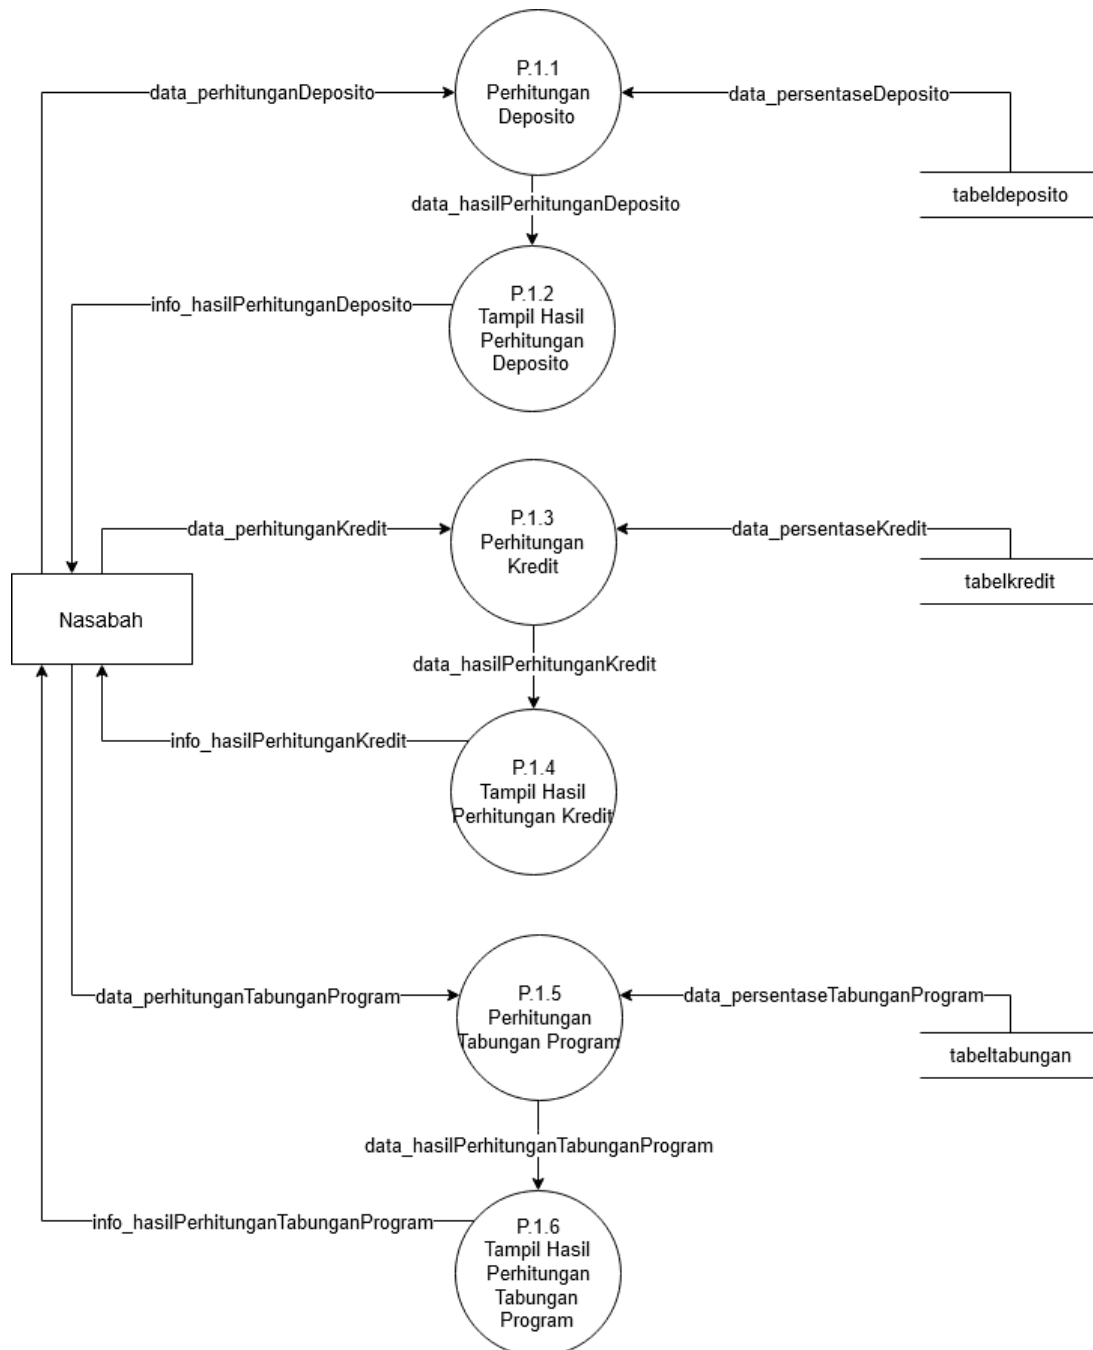 P.1.1
Perhitungan
Deposito
data_perhitunganDeposito
data_persentaseDeposito
tabeldeposito
data_hasilPerhitunganDeposito
P.1.2
Tampil Hasil
Perhitungan
Deposito
info_hasilPerhitunganDeposito
P.1.3
Perhitungan
Kredit
data_perhitunganKredit
data_persentaseKredit
tabelkredit
Nasabah
data_hasilPerhitunganKredit
info_hasilPerhitunganKredit
P.1.4
Tampil Hasil
Perhitungan Kredit
data_perhitunganTabunganProgram
P.1.5
Perhitungan
Tabungan Program
data_persentaseTabunganProgram
tabeltabungan
data_hasilPerhitunganTabunganProgram
info_hasilPerhitunganTabunganProgram
P.1.6
Tampil Hasil
Perhitungan
Tabungan
Program